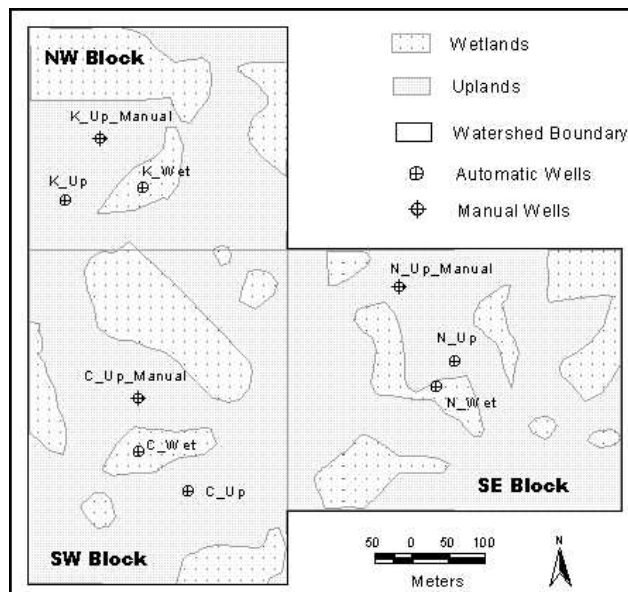 NW Block
K_Up_Manual
K_Up
K_Wet
Wetlands
Uplands
Watershed Boundary
Automatic Wells
Manual Wells
N_Up_Manual
N_Up
N_Wet
C_Up_Manual
C_Wet
C_Up
SE Block
SW Block
50 0 50 100
Meters
N